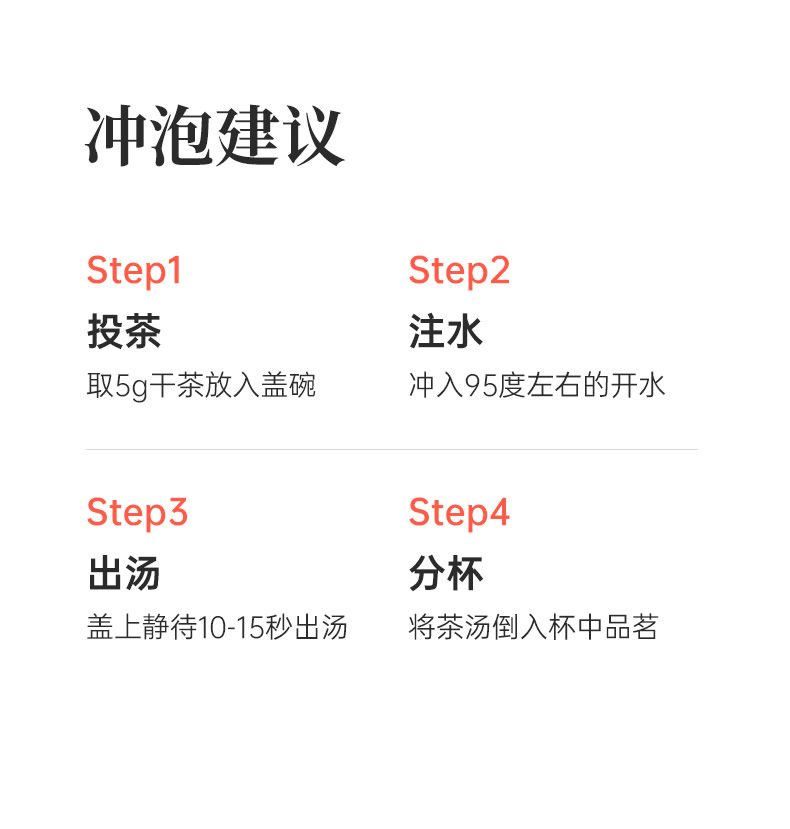 冲泡建议
Step1
投茶
取5g干茶放入盖碗
Step2
注水
冲入95度左右的开水
Step3
出汤
盖上静待10-15秒出汤
Step4
分杯
将茶汤倒入杯中品茗